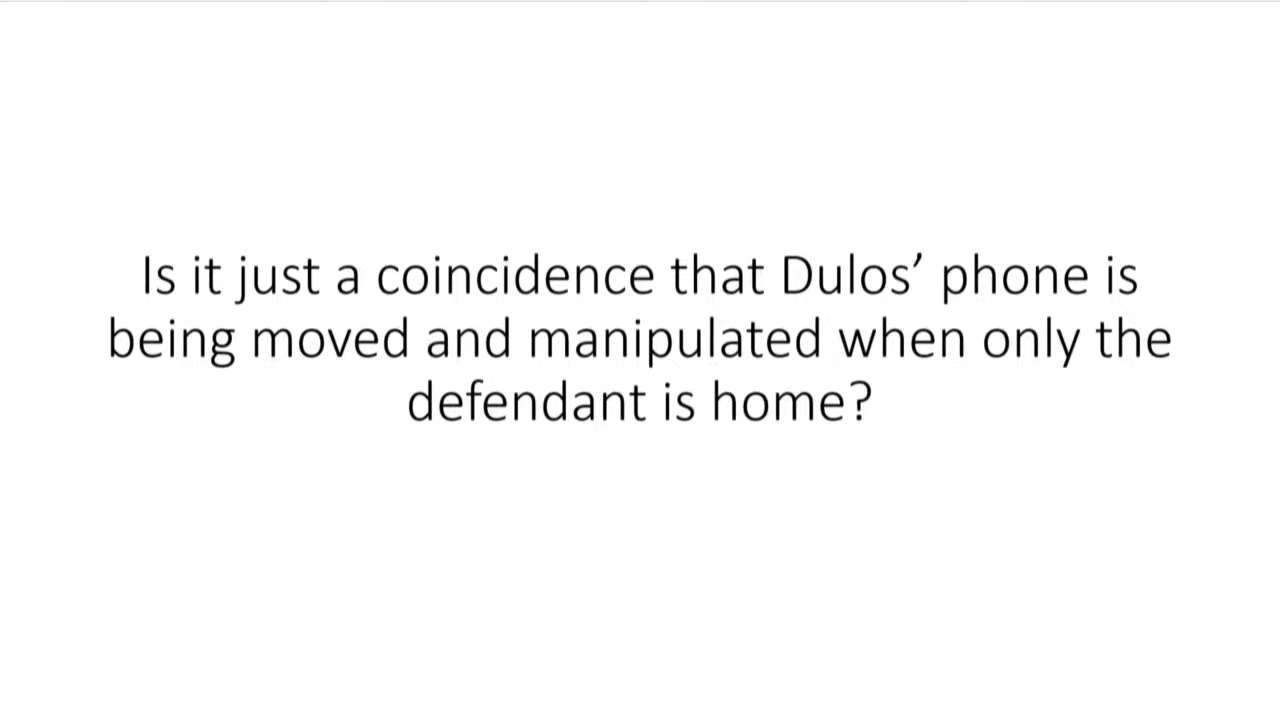 Is it just a coincidence that Dulos’ phone is
being moved and manipulated when only the
defendant is home?